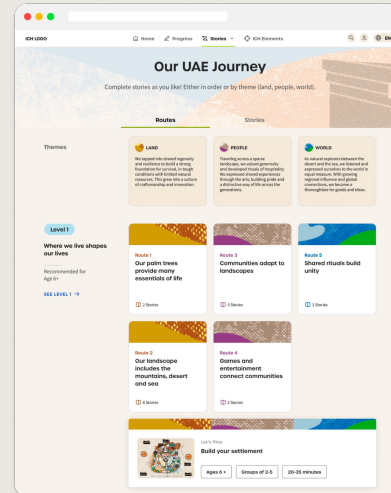 ICH LOGO
Home
Progress
Stories
ICH Elements
EN
Our UAE Journey
Complete stories as you like! Either in order or by theme (land, people, world).
Routes
Stories
Themes
LAND
We tapped into shared ingenuity
and resilience to build a strong
foundation for survival, in tough
conditions with limited natural
resources. This grew into a culture
of craftsmanship and innovation.
PEOPLE
Traveling across a sparse
landscape, we valued generosity
and developed rituals of hospitality.
We expressed shared experiences
through the arts, building pride and
a distinctive way of life across the
generations.
WORLD
As natural explorers between the
desert and the sea, we listened and
expressed ourselves to the world in
equal measure. With growing
regional influence and global
connections, we became a
thoroughfare for goods and ideas.
Level 1
Where we live shapes
our lives
Recommended for
Age 6+
SEE LEVEL 1 →
Route 1
Our palm trees
provide many
essentials of life
2 Stories
Route 3
Communities adapt to
landscapes
5 Stories
Route 5
Shared rituals build
unity
3 Stories
Route 2
Our landscape
includes the
mountains, desert
and sea
8 Stories
Route 4
Games and
entertainment
connect communities
2 Stories
Let's Play
Build your settlement
Ages 6 +
Groups of 2-5
20-35 minutes